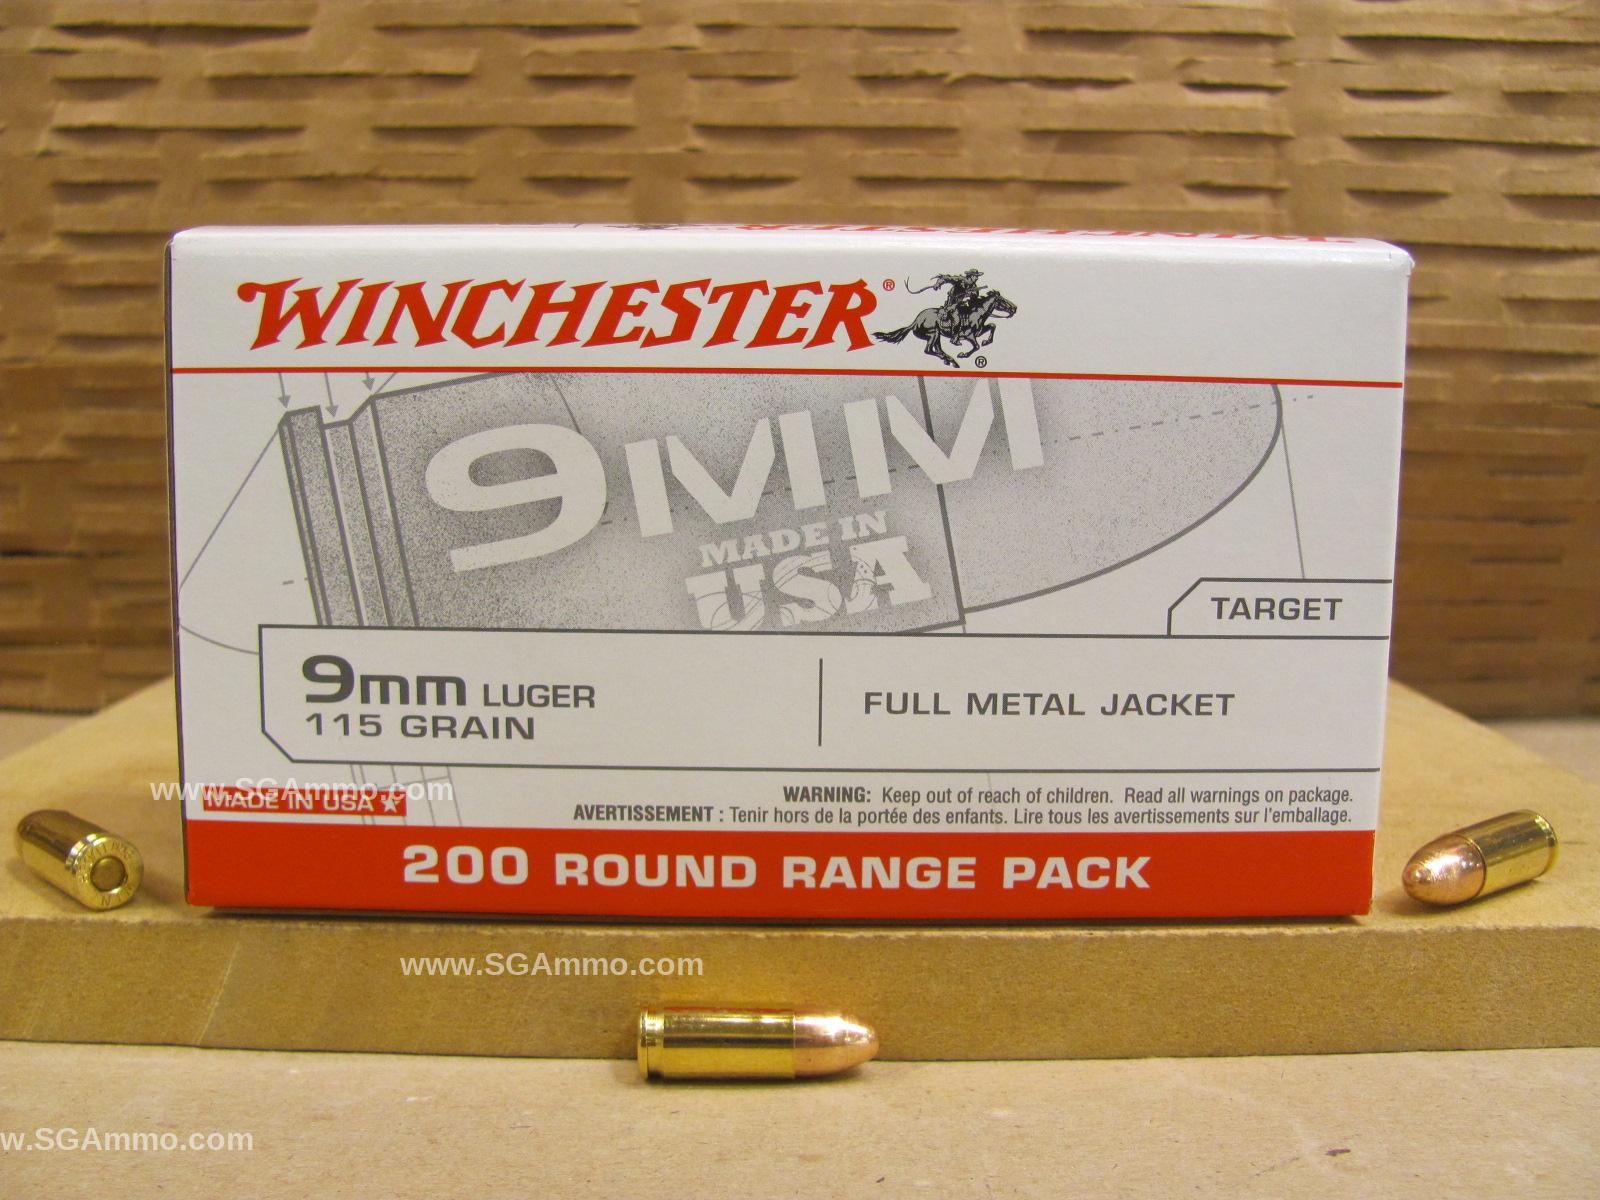 WINCHESTER
WINCHESTER®
®
9MM
MADE IN
USA
TARGET
9mm LUGER
115 GRAIN
FULL METAL JACKET
www.SGAmmo.com
MADE IN USA
WARNING: Keep out of reach of children. Read all warnings on package.
AVERTISSEMENT : Tenir hors de la portée des enfants. Lire tous les avertissements sur l'emballage.
200 ROUND RANGE PACK
www.SGAmmo.com
w.SGAmmo.com